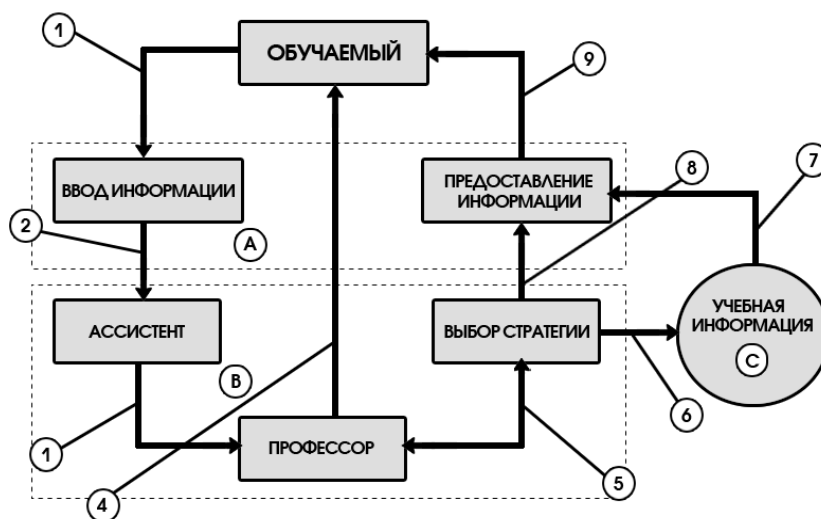 1
ОБУЧАЕМЫЙ
9
ВВОД ИНФОРМАЦИИ
ПРЕДОСТАВЛЕНИЕ
ИНФОРМАЦИИ
8
7
2
A
АССИСТЕНТ
ВЫБОР СТРАТЕГИИ
УЧЕБНАЯ
ИНФОРМАЦИЯ
C
B
6
1
ПРОФЕССОР
5
4